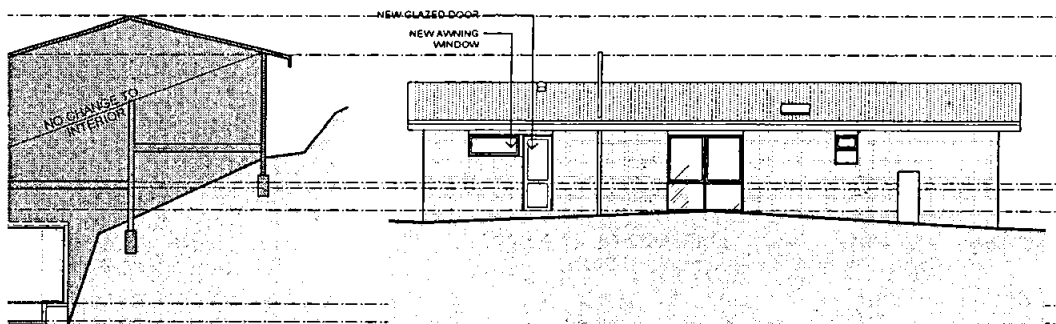 NEW GLAZED DOOR
NEW AWNING
WINDOW
NO CHANGE TO
INTERIOR